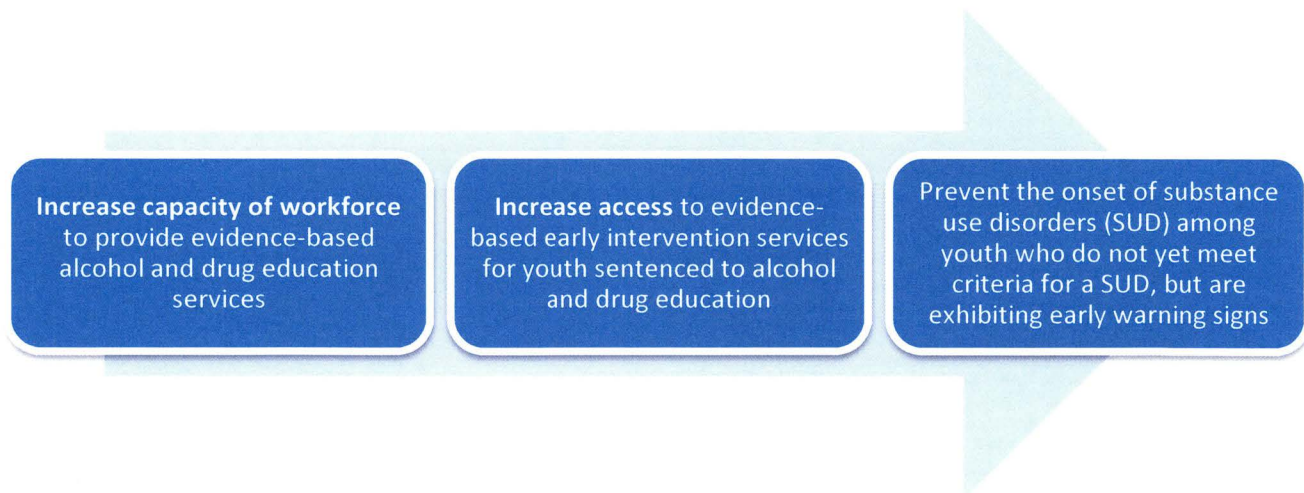 Increase capacity of workforce
to provide evidence-based
alcohol and drug education
services
Increase access to evidence-
based early intervention services
for youth sentenced to alcohol
and drug education
Prevent the onset of substance
use disorders (SUD) among
youth who do not yet meet
criteria for a SUD, but are
exhibiting early warning signs